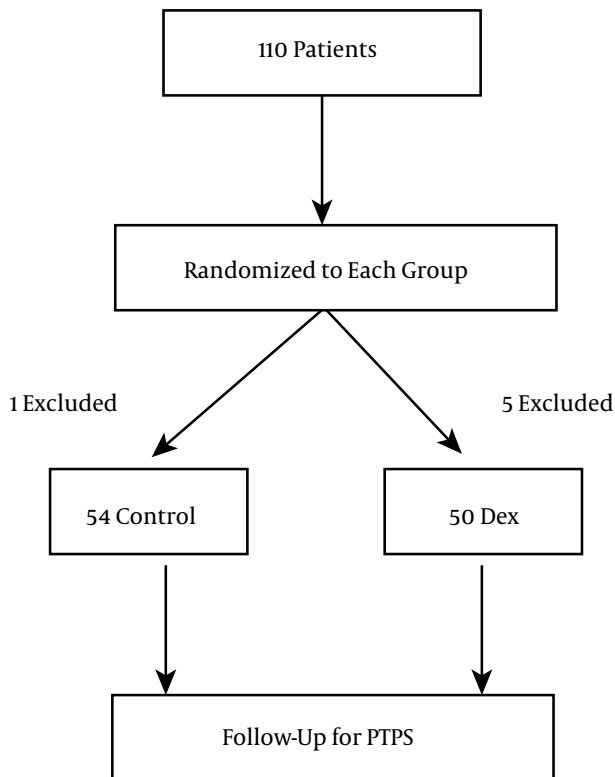 110 Patients
Randomized to Each Group
1 Excluded
5 Excluded
54 Control
50 Dex
Follow-Up for PTPS